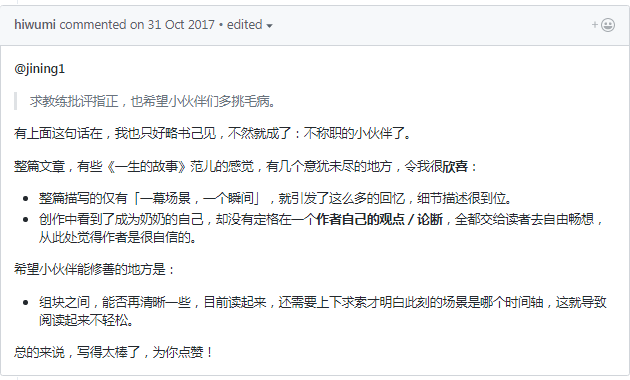 hiwumi commented on 31 Oct 2017 • edited
@jining1
求教练批评指正，也希望小伙伴们多挑毛病。
有上面这句话在，我也只好略书己见，不然就成了：不称职的小伙伴了。
整篇文章，有些《一生的故事》范儿的感觉，有几个意犹未尽的地方，令我很欣喜：
• 整篇描写的仅有「一幕场景，一个瞬间」，就引发了这么多的回忆，细节描述很到位。
• 创作中看到了成为奶奶的自己，却没有定格在一个作者自己的观点 / 论断，全都交给读者去自由畅想，
从此处觉得作者是很自信的。
希望小伙伴能修善的地方是：
• 组块之间，能否再清晰一些，目前读起来，还需要上下求索才明白此刻的场景是哪个时间轴，这就导致
阅读起来不轻松。
总的来说，写得太棒了，为你点赞！